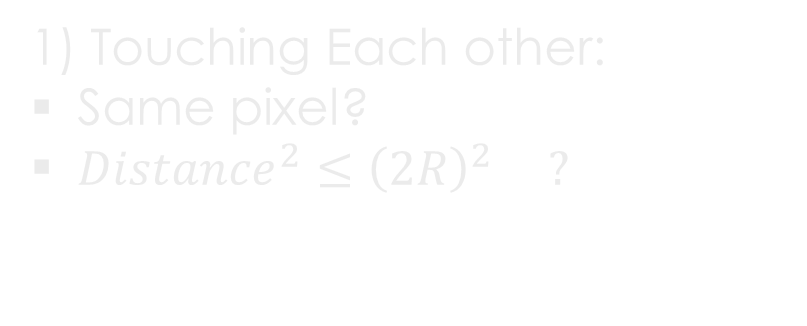 1) Touching Each other:
▪ Same pixel?
▪ 𝐷𝑖𝑠𝑡𝑎𝑛𝑐𝑒² ≤ (2𝑅)² ?